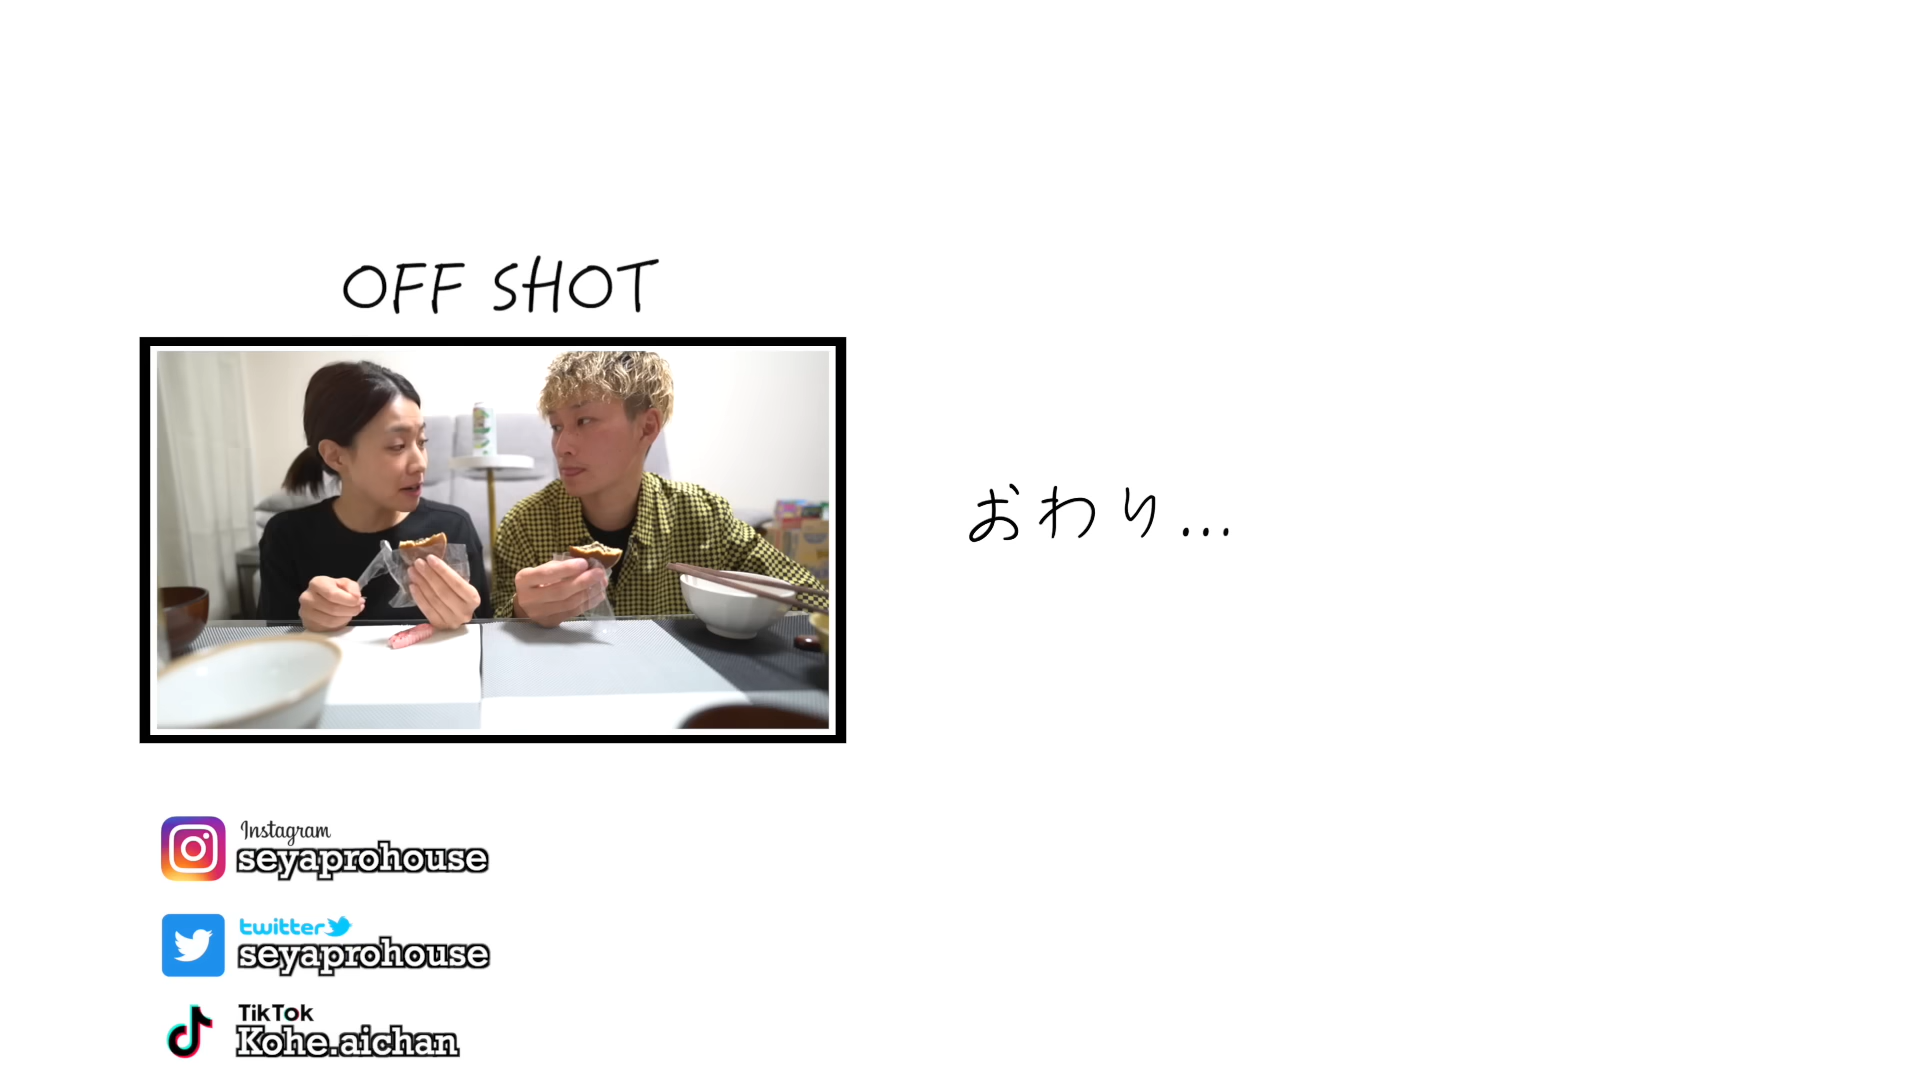 OFF SHOT
おわり...
Instagram
seyaprohouse
twitter
seyaprohouse
TikTok
Kohe.aichan